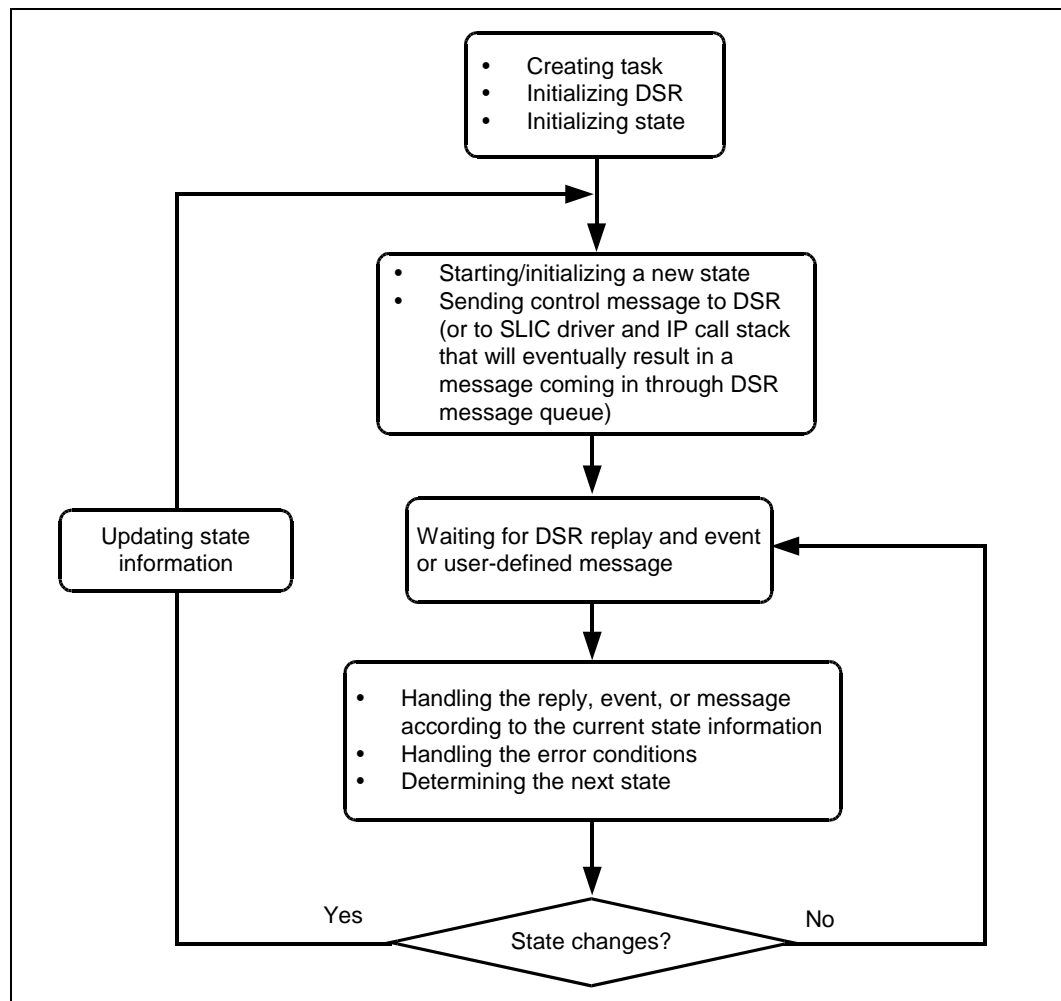 • Creating task
• Initializing DSR
• Initializing state
• Starting/initializing a new state
• Sending control message to DSR
(or to SLIC driver and IP call stack
that will eventually result in a
message coming in through DSR
message queue)
Updating state
information
Waiting for DSR replay and event
or user-defined message
• Handling the reply, event, or message
according to the current state information
• Handling the error conditions
• Determining the next state
Yes
No
State changes?